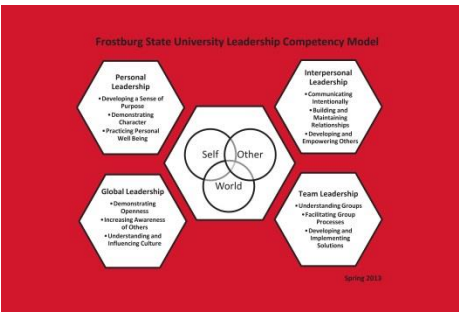 Frostburg State University Leadership Competency Model
Personal
Leadership
•Developing a Sense of
Purpose
•Demonstrating
Character
•Practicing Personal
Well Being
Interpersonal
Leadership
•Communicating
Intentionally
•Building and
Maintaining
Relationships
•Developing and
Empowering Others
Self
Other
World
Global Leadership
•Demonstrating
Openness
•Increasing Awareness
of Others
•Understanding and
Influencing Culture
Team Leadership
•Understanding Groups
•Facilitating Group
Processes
•Developing and
Implementing
Solutions
Spring 2013